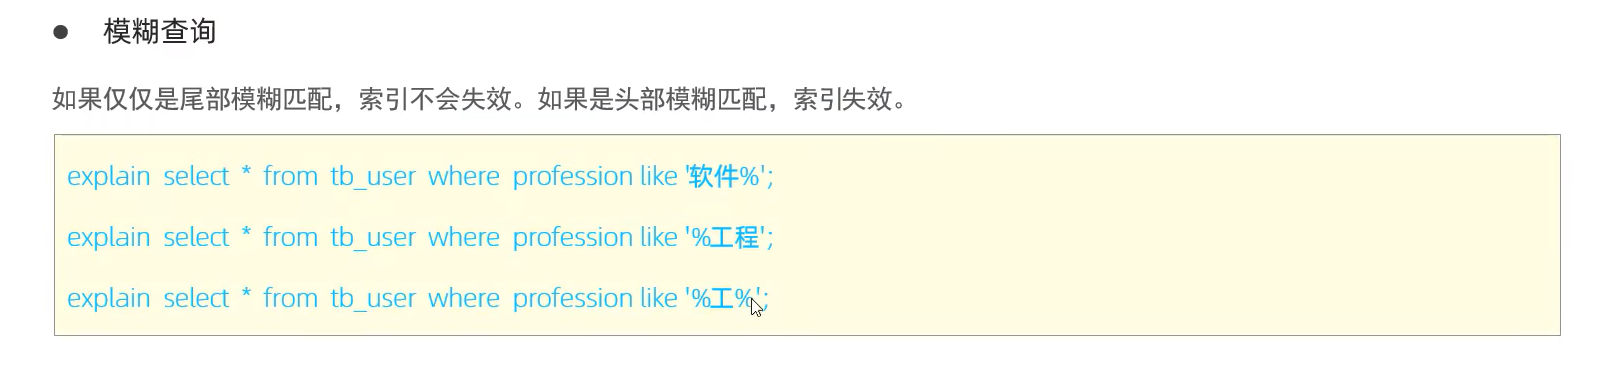 ● 模糊查询
如果仅仅是尾部模糊匹配，索引不会失效。如果是头部模糊匹配，索引失效。
explain select * from tb_user where profession like '软件%';
explain select * from tb_user where profession like '%工程';
explain select * from tb_user where profession like '%工%';